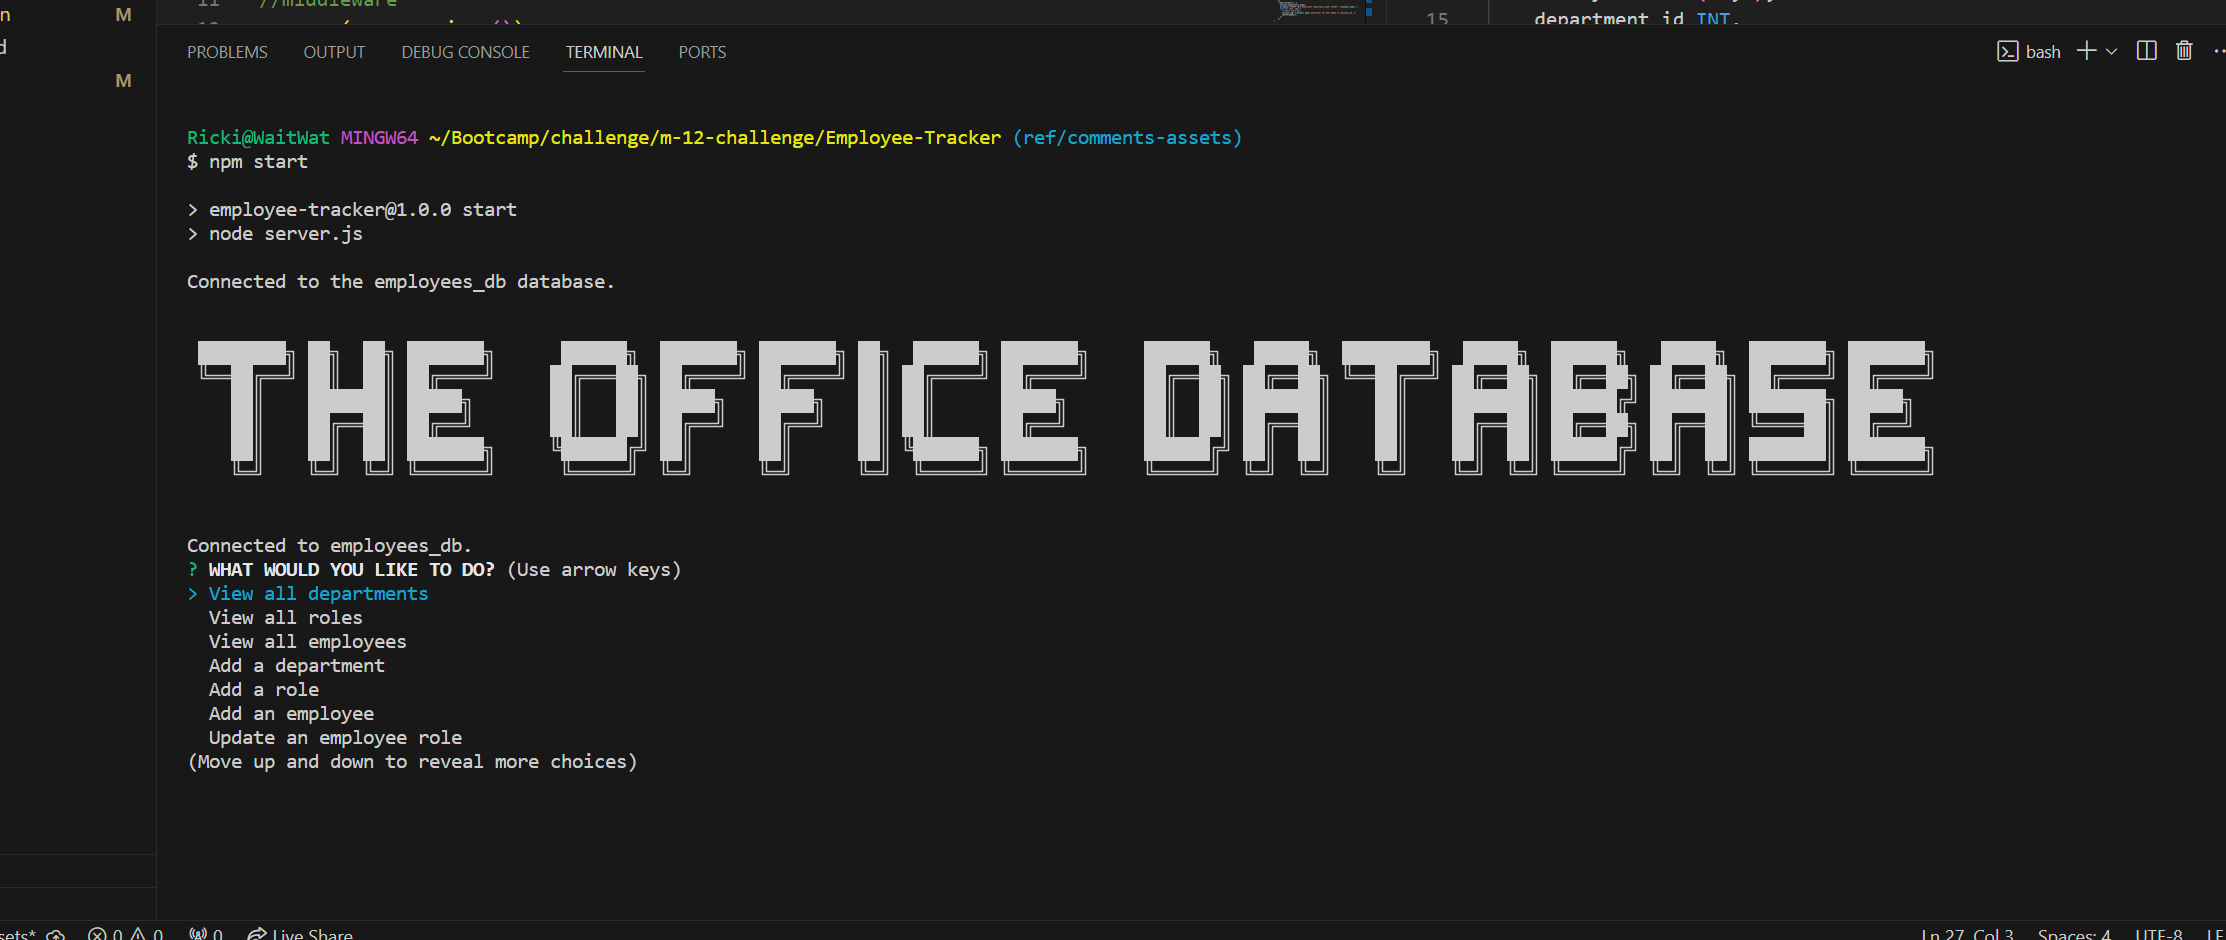 n M 11 //middleware
15 department_id INT,
d
PROBLEMS OUTPUT DEBUG CONSOLE TERMINAL PORTS bash
M
Ricki@WaitWat MINGW64 ~/Bootcamp/challenge/m-12-challenge/Employee-Tracker (ref/comments-assets)
$ npm start
> employee-tracker@1.0.0 start
> node server.js
Connected to the employees_db database.
THE OFFICE DATABASE
Connected to employees_db.
? WHAT WOULD YOU LIKE TO DO? (Use arrow keys)
> View all departments
View all roles
View all employees
Add a department
Add a role
Add an employee
Update an employee role
(Move up and down to reveal more choices)
sets* 0 0 0 Live Share Ln 27, Col 3 Spaces: 4 UTF-8 LF